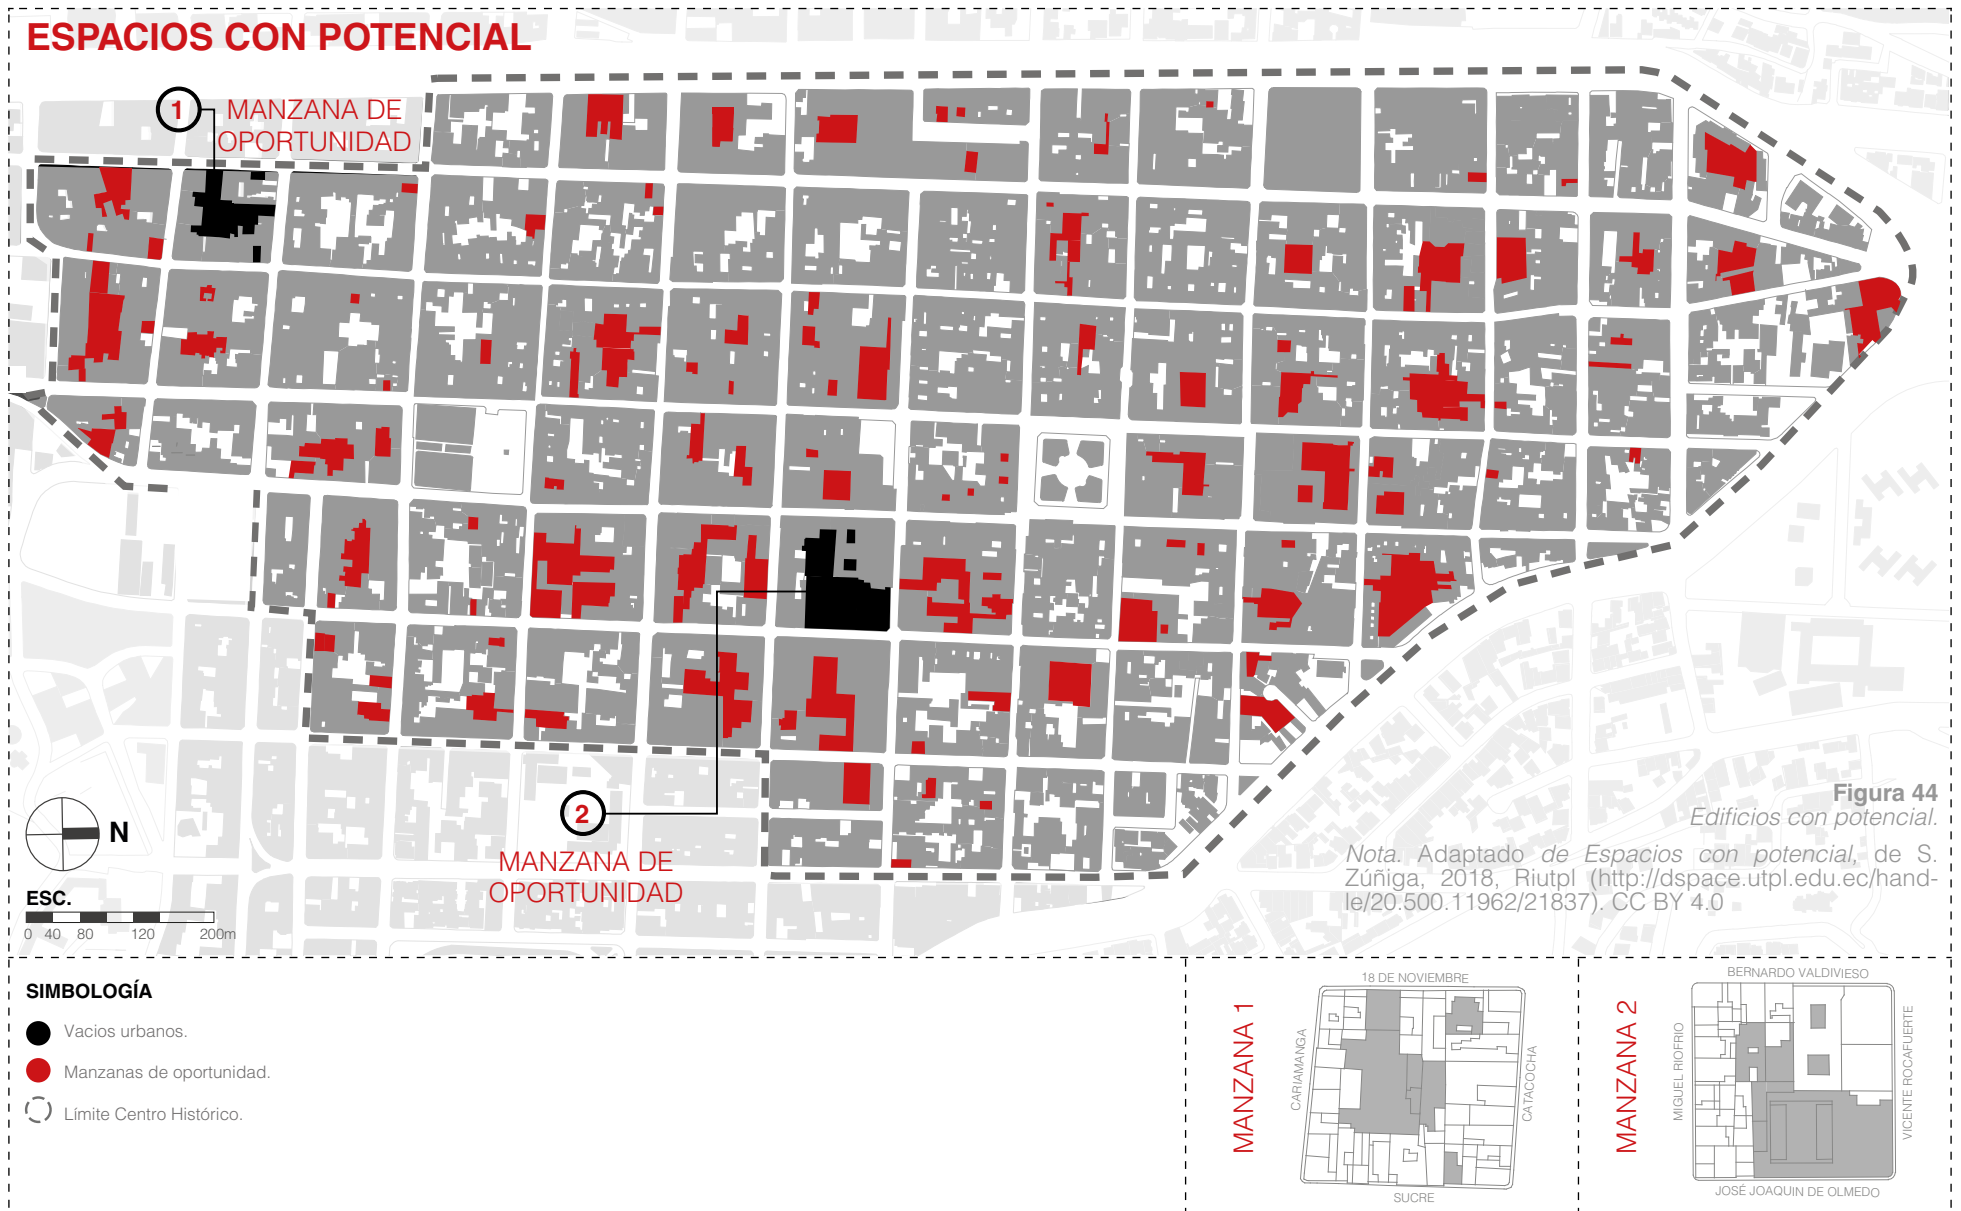 ESPACIOS CON POTENCIAL
1
MANZANA DE
OPORTUNIDAD
2
MANZANA DE
OPORTUNIDAD
N
ESC.
0 40 80 120 200m
Figura 44
Edificios con potencial.
Nota. Adaptado de Espacios con potencial, de S.
Zúñiga, 2018, Riutpl (http://dspace.utpl.edu.ec/hand-
le/20.500.11962/21837). CC BY 4.0
SIMBOLOGÍA
Vacios urbanos.
Manzanas de oportunidad.
Límite Centro Histórico.
MANZANA 1
18 DE NOVIEMBRE
CARIAMANGA
CATACOCHA
SUCRE
MANZANA 2
BERNARDO VALDIVIESO
MIGUEL RIOFRIO
VICENTE ROCAFUERTE
JOSÉ JOAQUIN DE OLMEDO